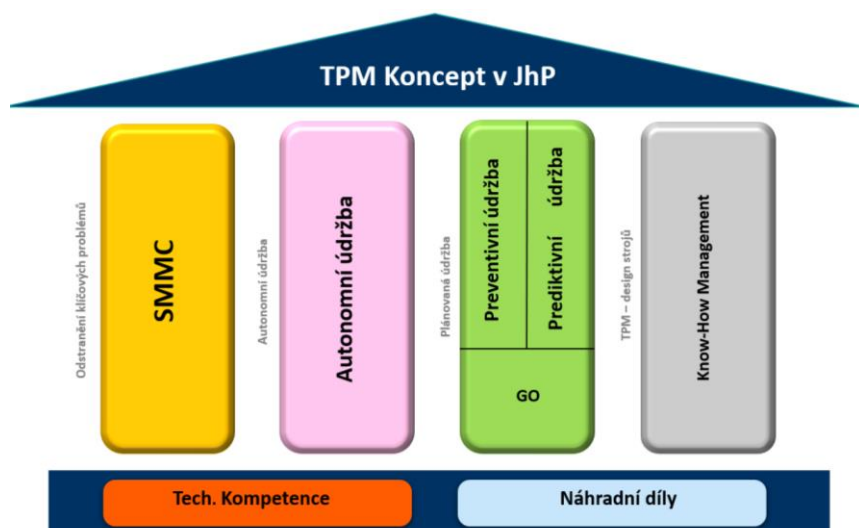 TPM Koncept v JhP
Odstranění klíčových problémů
SMMC
Autonomní údržba
Autonomní údržba
Plánovaná údržba
Preventivní údržba
Prediktivní údržba
GO
TPM – design strojů
Know-How Management
Tech. Kompetence
Náhradní díly